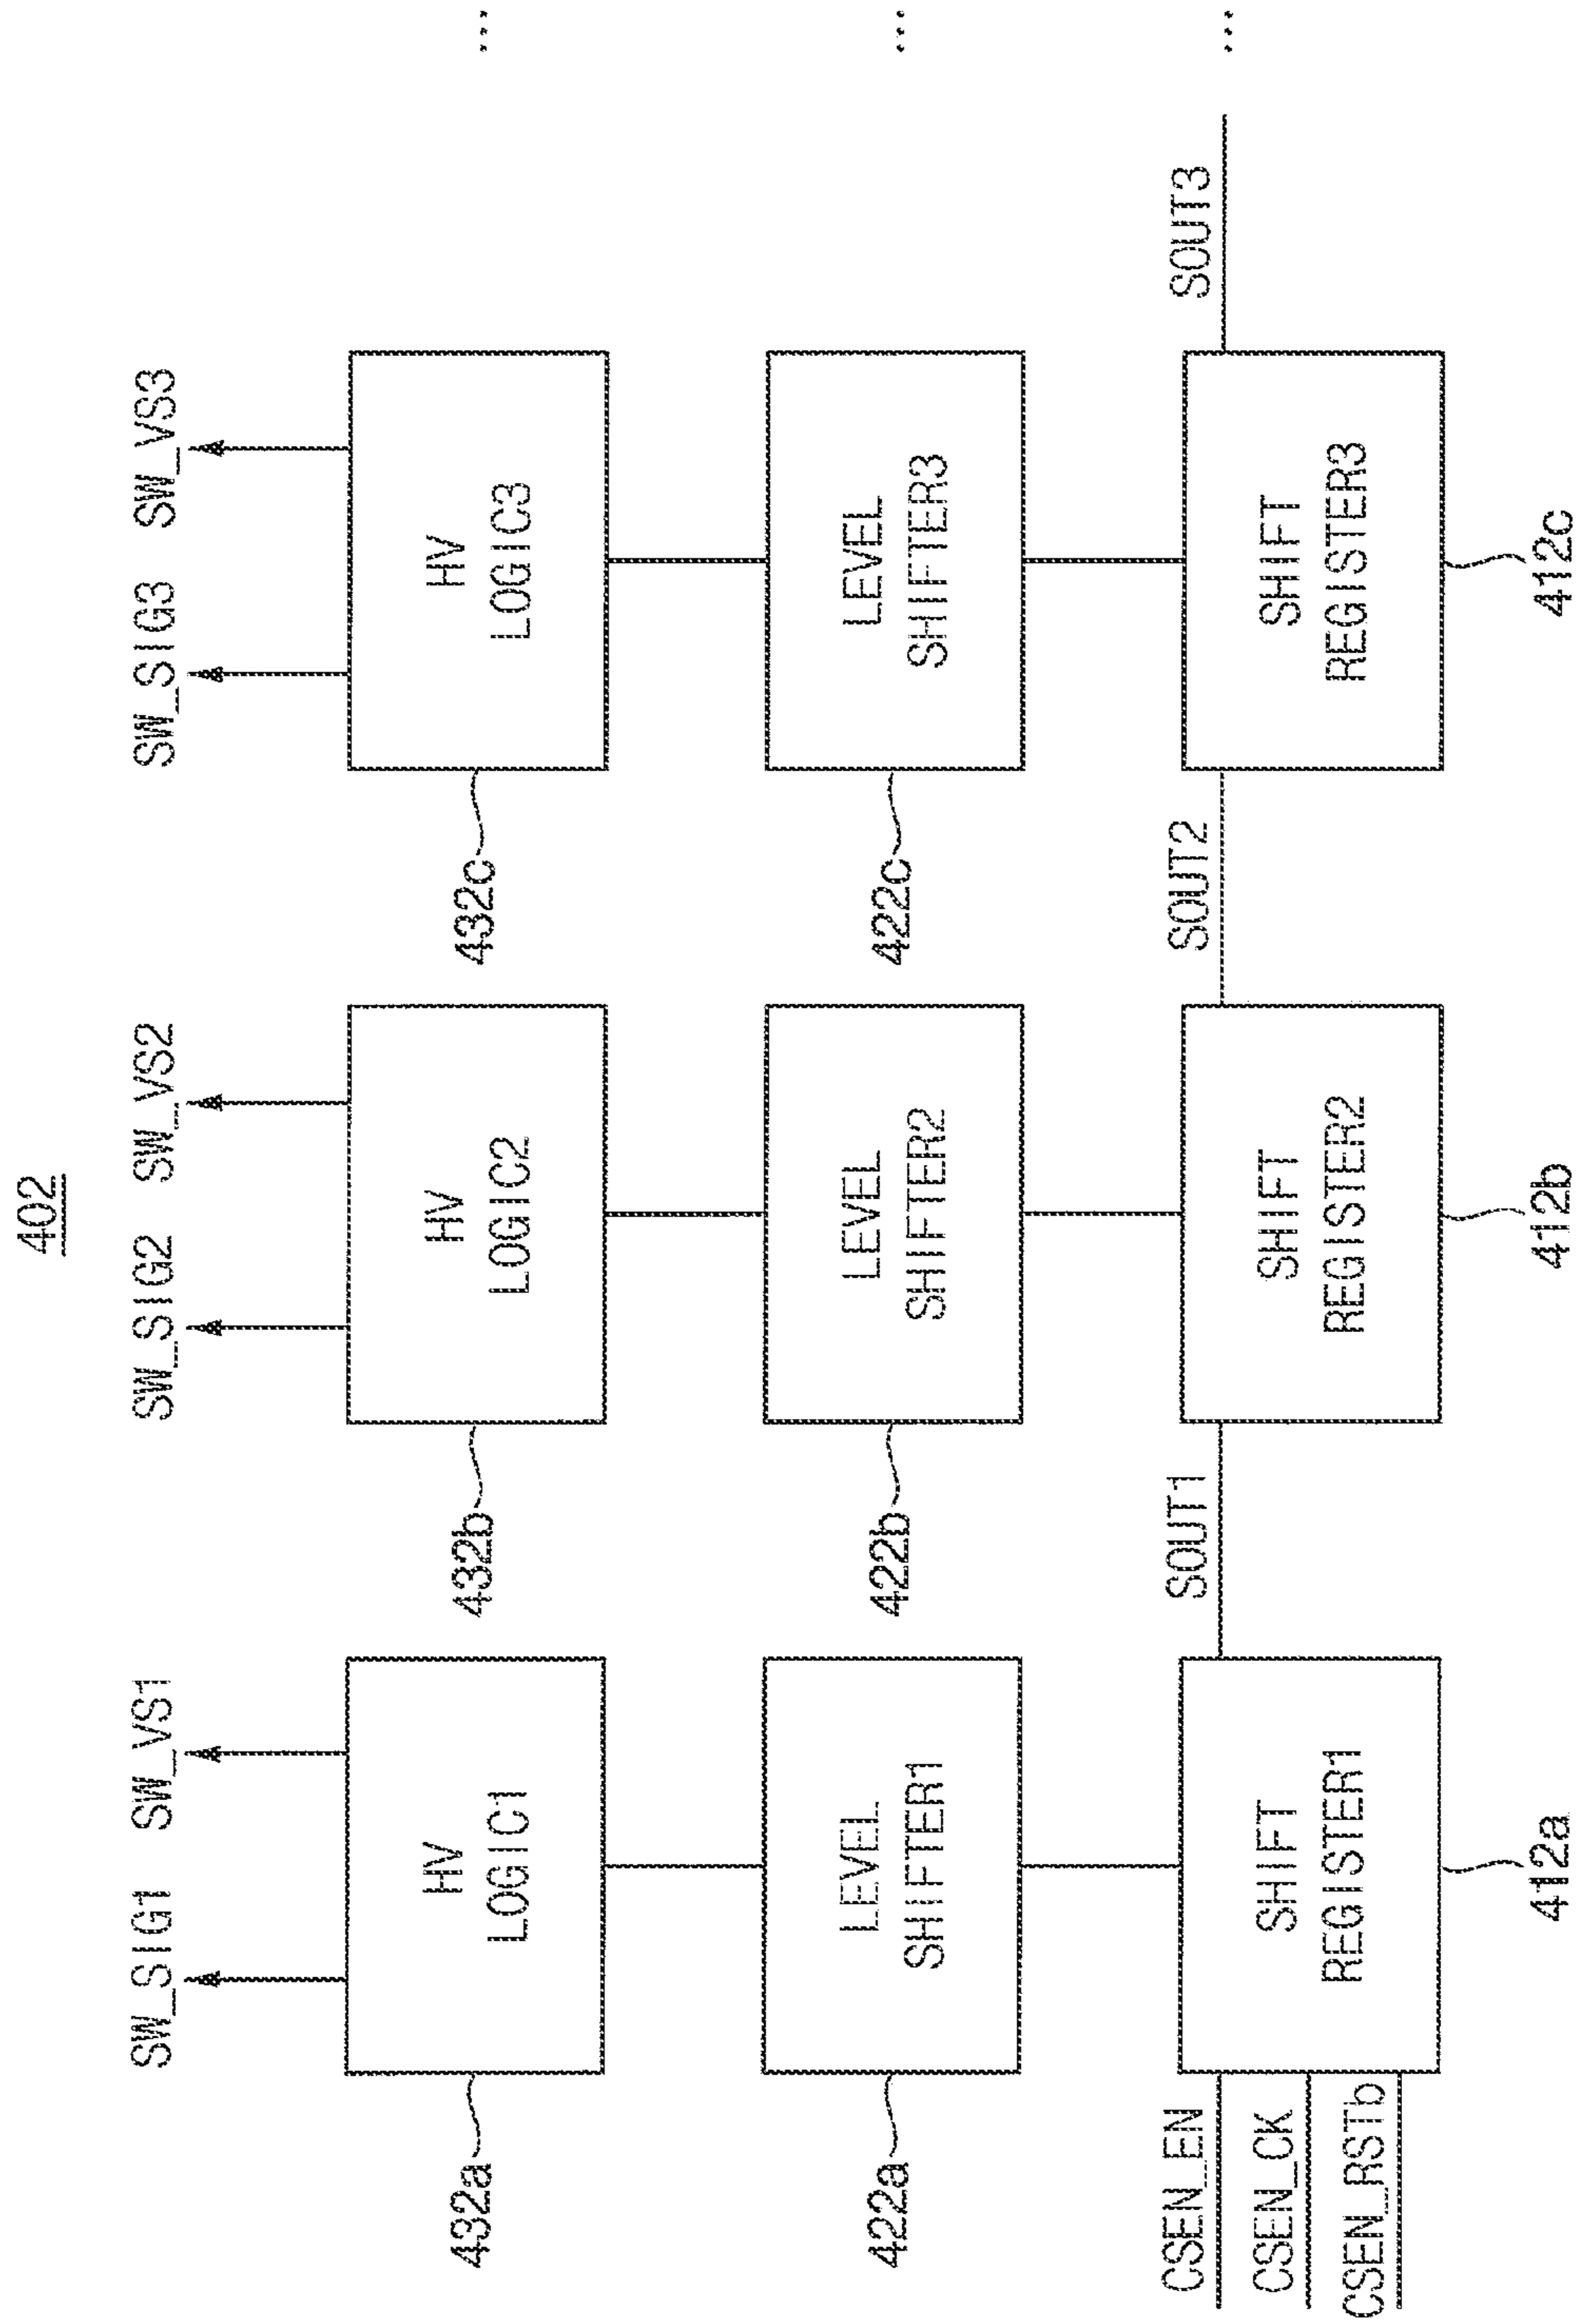 402
SW_SIG1 SW_VS1 SW_SIG2 SW_VS2 SW_SIG3 SW_VS3
432a
HV
LOGIC1
432b
HV
LOGIC2
432c
HV
LOGIC3
...
422a
LEVEL
SHIFTER1
422b
LEVEL
SHIFTER2
422c
LEVEL
SHIFTER3
...
CSEN_EN
CSEN_CK
CSEN_RSTb
SHIFT
REGISTER1
SOUT1
SHIFT
REGISTER2
SOUT2
SHIFT
REGISTER3
SOUT3
...
412a
412b
412c